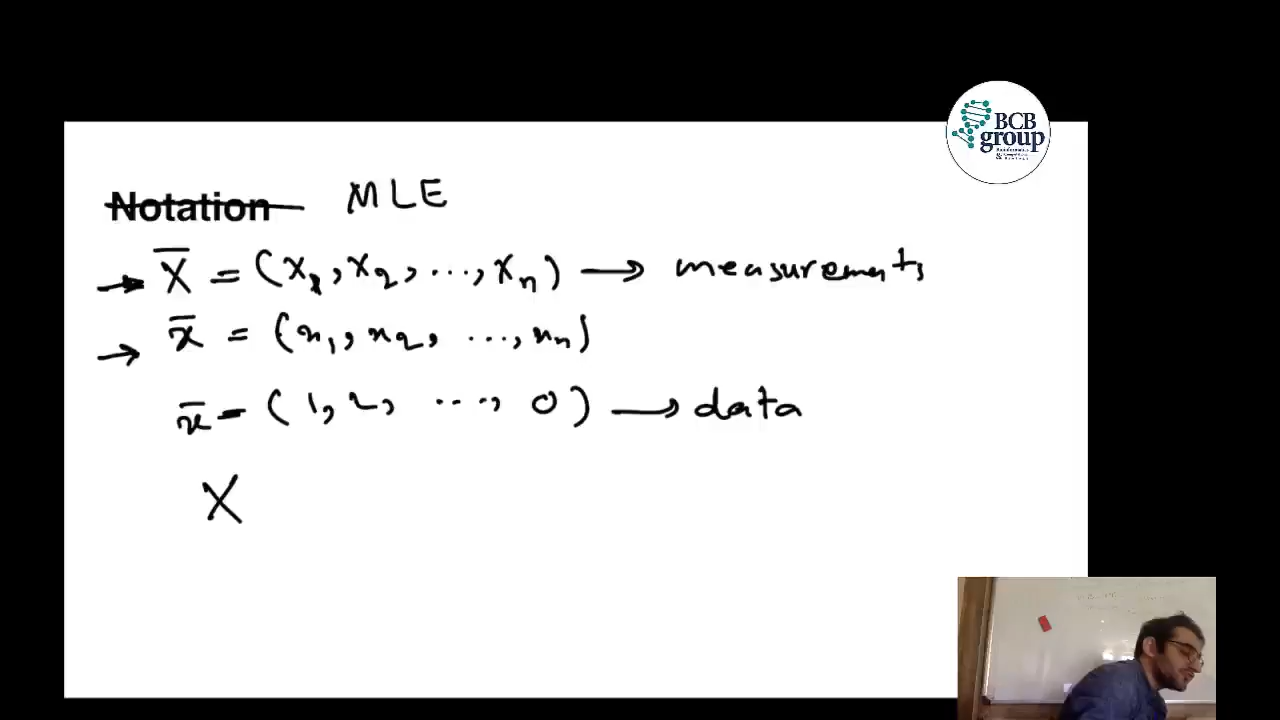 BCB
group
Notation MLE
→ X̅ = (X₁, X₂, ..., Xₙ) → measurements
→ x̅ = (x₁, x₂, ..., xₙ)
x̅ = (1, 2, ..., 0) → data
X